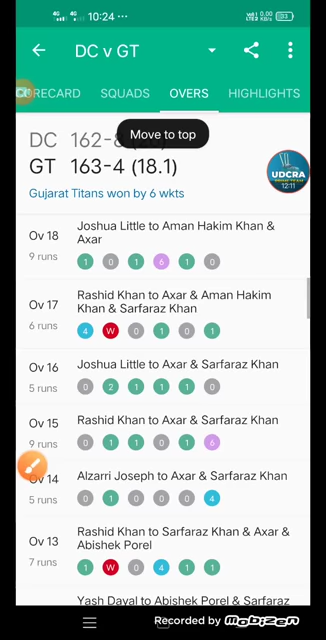 4G 4G 10:24
DC v GT
ORECARD SQUADS OVERS HIGHLIGHTS
DC 162-8 (20)
Move to top
GT 163-4 (18.1)
Gujarat Titans won by 6 wkts
UDCRA
12:11
Ov 18
9 runs
Joshua Little to Aman Hakim Khan &
Axar
1 0 1 6 1 0
Ov 17
6 runs
Rashid Khan to Axar & Aman Hakim
Khan & Sarfaraz Khan
4 W 0 1 0 1
Ov 16
5 runs
Joshua Little to Axar & Sarfaraz Khan
0 2 1 1 1 0
Ov 15
9 runs
Rashid Khan to Axar & Sarfaraz Khan
0 1 1 0 1 6
Ov 14
5 runs
Alzarri Joseph to Axar & Sarfaraz Khan
0 1 0 0 0 4
Ov 13
7 runs
Rashid Khan to Sarfaraz Khan & Axar &
Abishek Porel
1 W 0 4 1 1
Yash Dayal to Abishek Porel & Sarfaraz
Recorded by mobizen